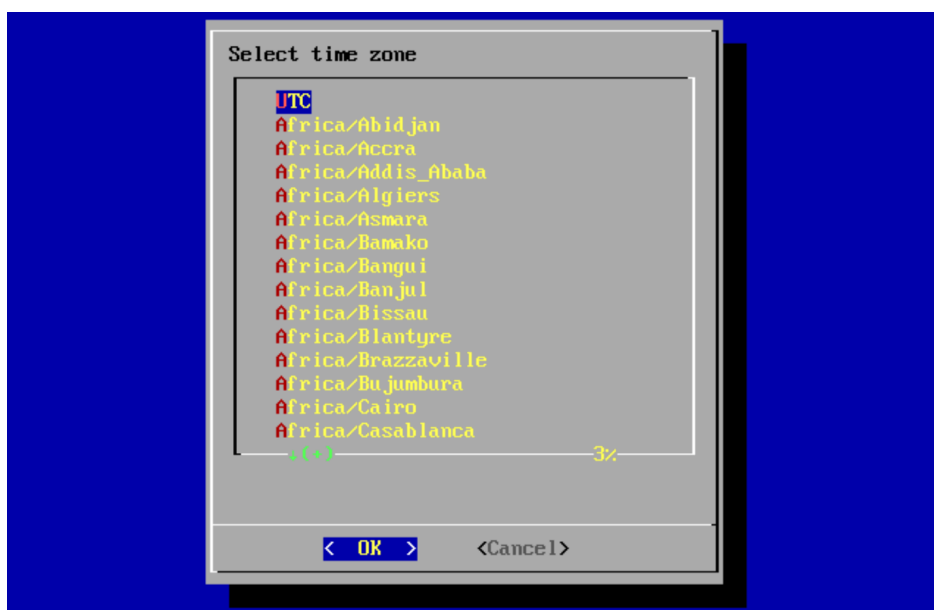 Select time zone
UTC
Africa/Abidjan
Africa/Accra
Africa/Addis_Ababa
Africa/Algiers
Africa/Asmara
Africa/Bamako
Africa/Bangui
Africa/Banjul
Africa/Bissau
Africa/Blantyre
Africa/Brazzaville
Africa/Bujumbura
Africa/Cairo
Africa/Casablanca
↓(+) 3%
< OK > <Cancel>